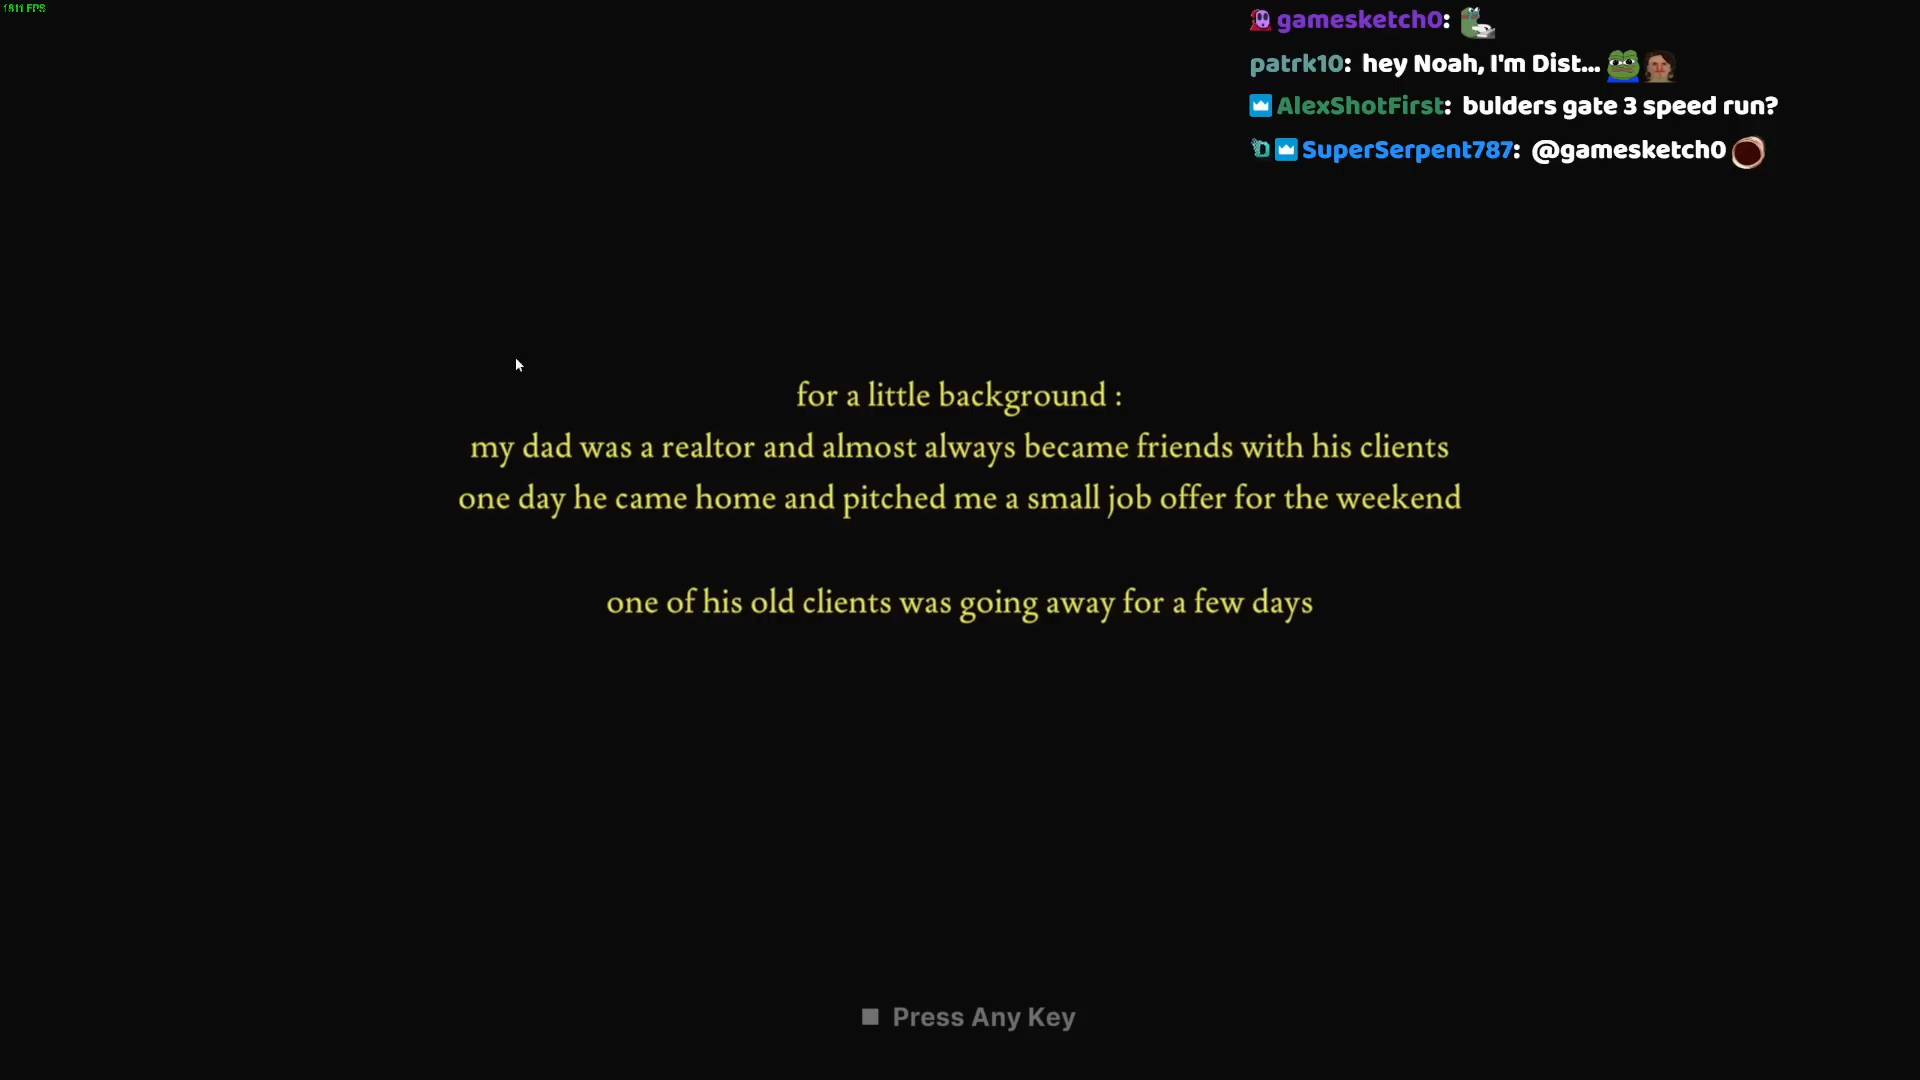 1811 FPS
gamesketch0:
patrk10: hey Noah, I'm Dist...
AlexShotFirst: bulders gate 3 speed run?
SuperSerpent787: @gamesketch0
for a little background :
my dad was a realtor and almost always became friends with his clients
one day he came home and pitched me a small job offer for the weekend
one of his old clients was going away for a few days
Press Any Key